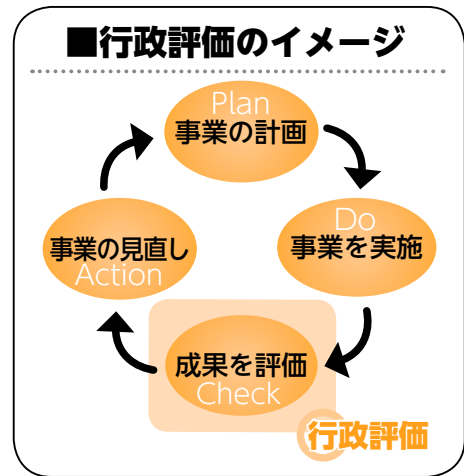 ■行政評価のイメージ
Plan
事業の計画
Do
事業を実施
事業の見直し
Action
成果を評価
Check
行政評価